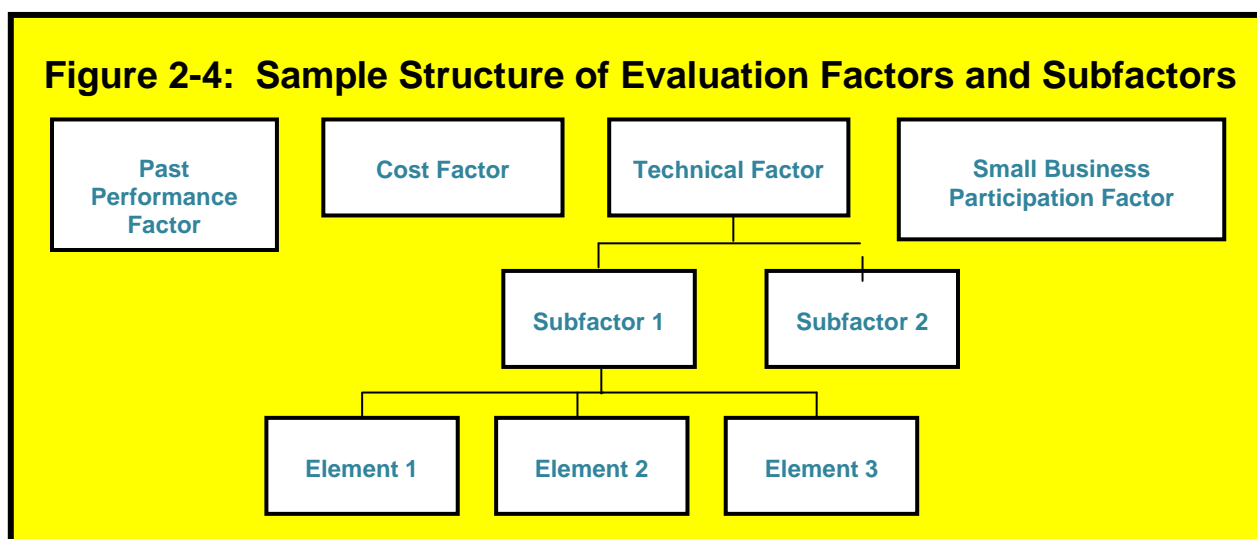 Figure 2-4: Sample Structure of Evaluation Factors and Subfactors
Past
Performance
Factor
Cost Factor
Technical Factor
Small Business
Participation Factor
Subfactor 1
Subfactor 2
Element 1
Element 2
Element 3